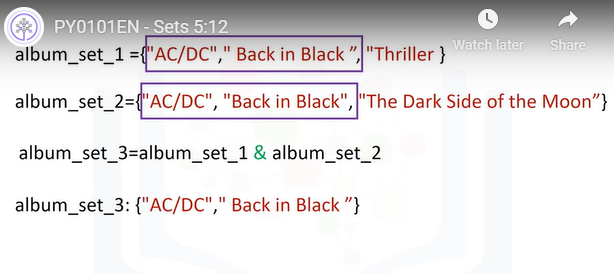 PY0101EN - Sets 5:12
Watch later Share
album_set_1 ={"AC/DC"," Back in Black ”, "Thriller }
album_set_2={"AC/DC", "Back in Black", "The Dark Side of the Moon”}
album_set_3=album_set_1 & album_set_2
album_set_3: {"AC/DC"," Back in Black ”}